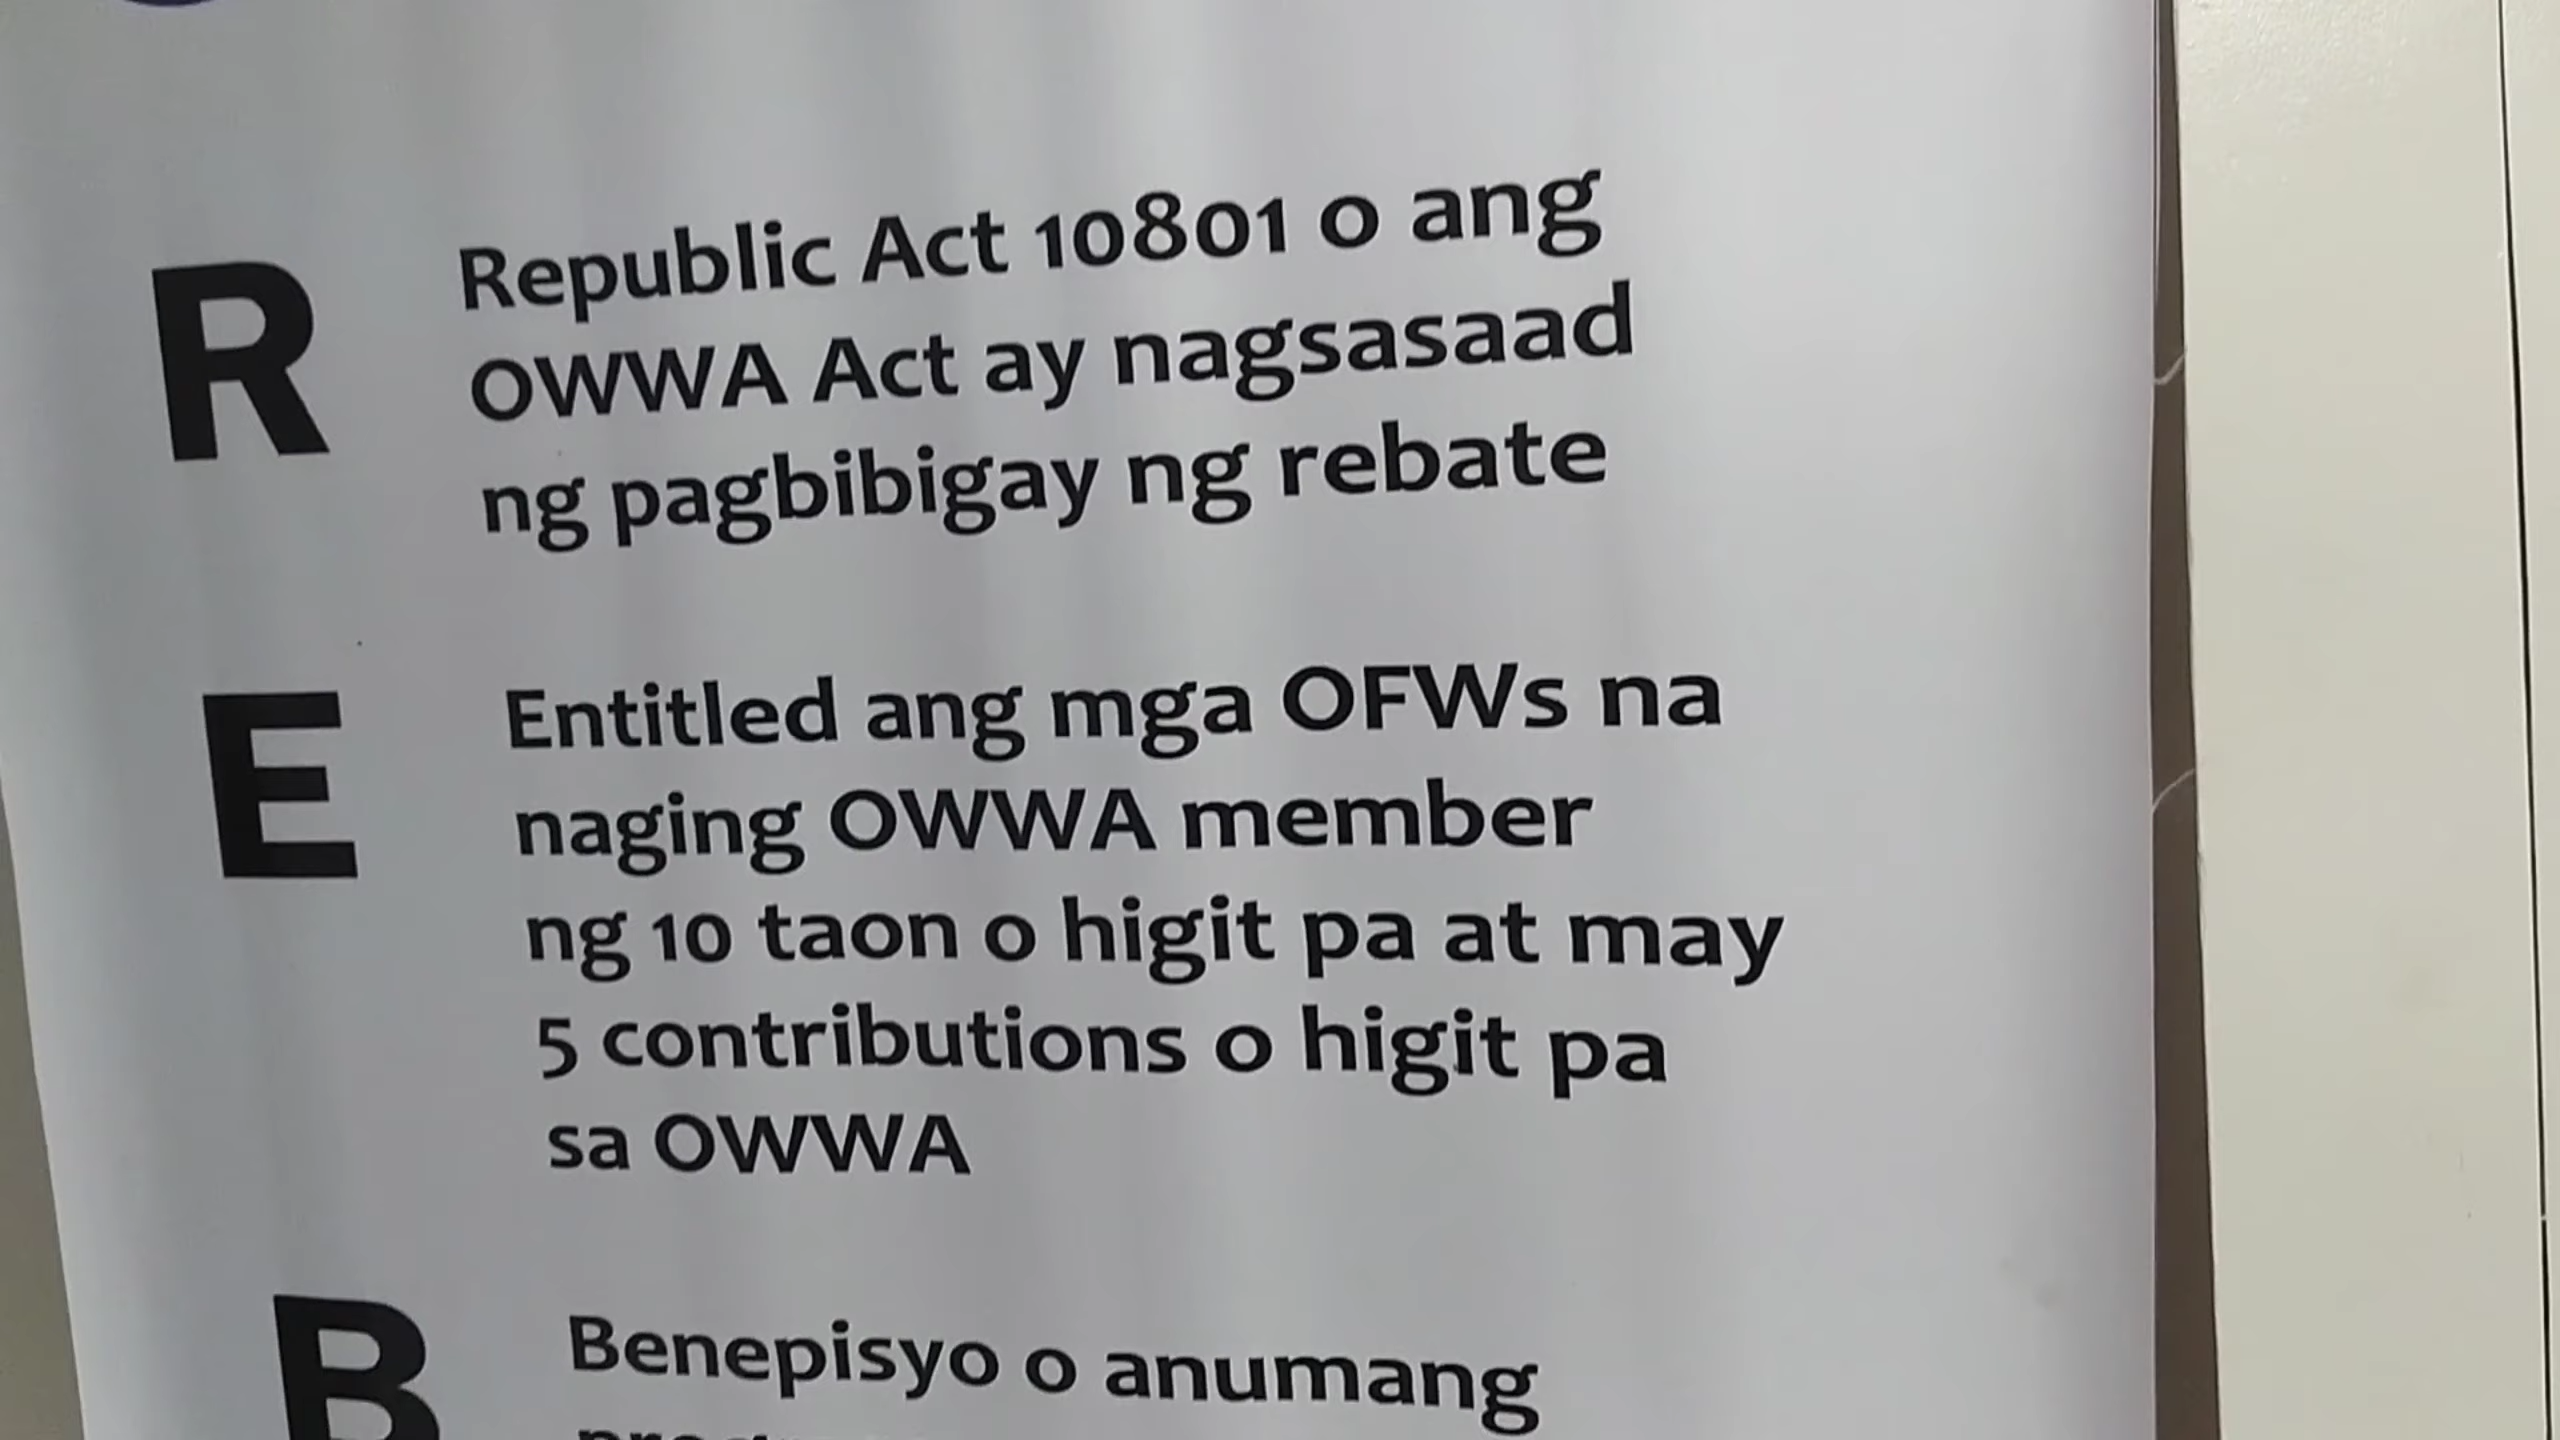 R
Republic Act 10801 o ang
OWWA Act ay nagsasaad
ng pagbibigay ng rebate
E
Entitled ang mga OFWs na
naging OWWA member
ng 10 taon o higit pa at may
5 contributions o higit pa
sa OWWA
B
Benepisyo o anumang